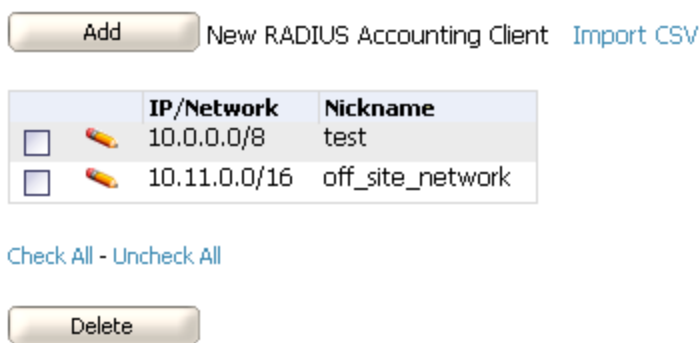 Add New RADIUS Accounting Client Import CSV
IP/Network Nickname
10.0.0.0/8 test
10.11.0.0/16 off_site_network
Check All - Uncheck All
Delete